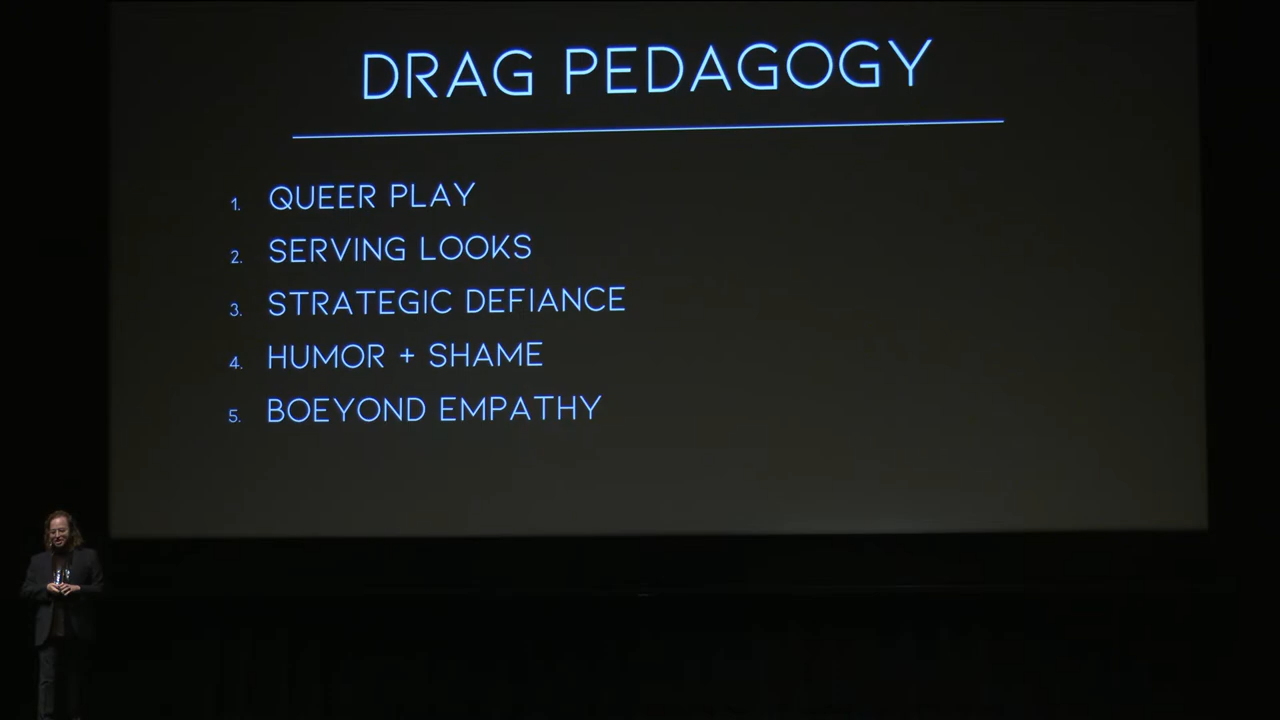 DRAG PEDAGOGY
1. QUEER PLAY
2. SERVING LOOKS
3. STRATEGIC DEFIANCE
4. HUMOR + SHAME
5. BOEYOND EMPATHY